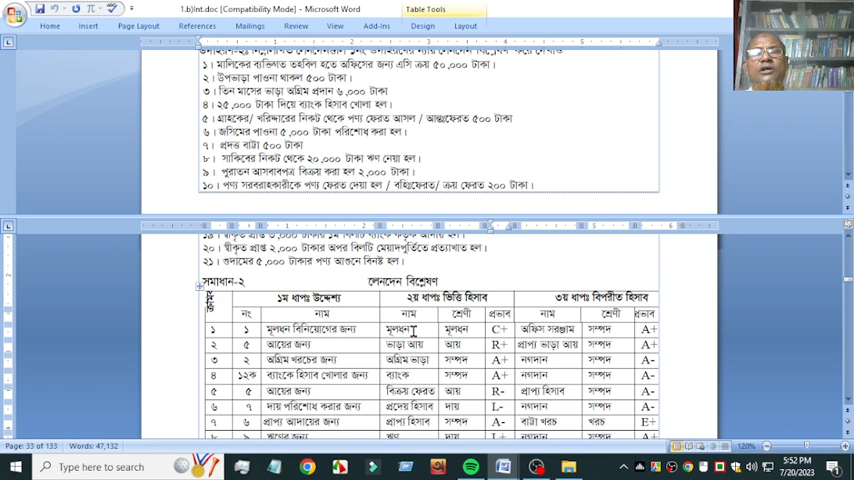 1.b)Int.doc [Compatibility Mode] - Microsoft Word
Table Tools
Home Insert Page Layout References Mailings Review View Add-Ins Design Layout
১। মালিকের ব্যক্তিগত তহবিল হতে অফিসের জন্য এসি ক্রয় ৫০,০০০ টাকা।
২। উপভাড়া পাওনা থাকল ৫০০ টাকা।
৩। তিন মাসের ভাড়া অগ্রিম প্রদান ৬,০০০ টাকা
৪। ২৫,০০০ টাকা দিয়ে ব্যাংক হিসাব খোলা হল।
৫। গ্রাহকের/ খরিদ্দারের নিকট থেকে পণ্য ফেরত আসল / আন্তঃফেরত ৫০০ টাকা
৬। জসিমের পাওনা ৫,০০০ টাকা পরিশোধ করা হল।
৭। প্রদত্ত বাট্টা ৫০০ টাকা
৮। সাকিবের নিকট থেকে ২০,০০০ টাকা ঋণ নেয়া হল।
৯। পুরাতন আসবাবপত্র বিক্রয় করা হল ২,০০০ টাকা।
১০। পণ্য সরবরাহকারীকে পণ্য ফেরত দেয়া হল / বহিঃফেরত/ ক্রয় ফেরত ২০০ টাকা।
২০। স্বীকৃত প্রাপ্ত ২,০০০ টাকার অপর বিলটি মেয়াদপূর্তিতে প্রত্যাখাত হল।
২১। গুদামের ৫,০০০ টাকার পণ্য আগুনে বিনষ্ট হল।
সমাধান-২ লেনদেন বিশ্লেষণ
১ম ধাপঃ উদ্দেশ্য ২য় ধাপঃ ভিত্তি হিসাব ৩য় ধাপঃ বিপরীত হিসাব
নং নাম নাম শ্রেণী প্রভাব নাম শ্রেণী প্রভাব
১ ১ মূলধন বিনিয়োগের জন্য মূলধন মূলধন C+ অফিস সরঞ্জাম সম্পদ A+
২ ৫ আয়ের জন্য ভাড়া আয় আয় R+ প্রাপ্য ভাড়া আয় সম্পদ A+
৩ ২ অগ্রিম খরচের জন্য অগ্রিম ভাড়া সম্পদ A+ নগদান সম্পদ A-
৪ ১২ক ব্যাংকে হিসাব খোলার জন্য ব্যাংক সম্পদ A+ নগদান সম্পদ A-
৫ ৫ আয়ের জন্য বিক্রয় ফেরত আয় R- প্রাপ্য হিসাব সম্পদ A-
৬ ৭ দায় পরিশোধ করার জন্য প্রদেয় হিসাব দায় L- নগদান সম্পদ A-
৭ ৬ প্রাপ্য আদায়ের জন্য প্রাপ্য হিসাব সম্পদ A- বাট্টা খরচ খরচ E+
৮ ৯ ঋণের জন্য ঋণ দায় L+ নগদান সম্পদ A+
Page: 33 of 133 Words: 47,132 120%
Type here to search
5:52 PM
7/20/2023